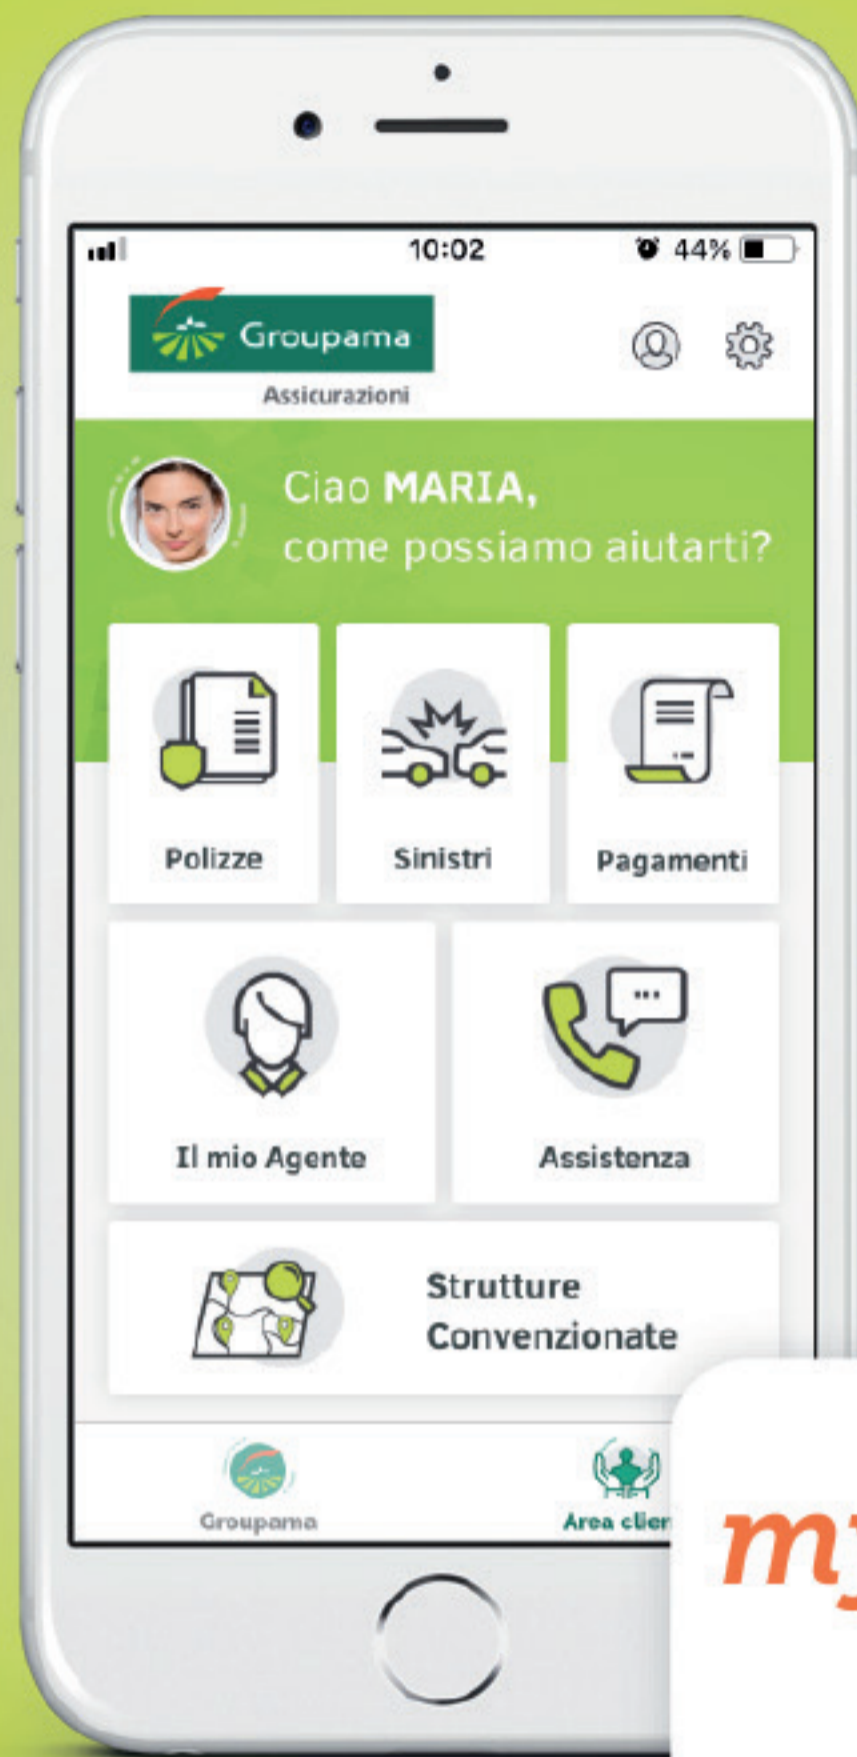 10:02
44%
Groupama
Assicurazioni
Ciao MARIA,
come possiamo aiutarti?
Polizze
Sinistri
Pagamenti
Il mio Agente
Assistenza
Strutture
Convenzionate
Groupama
Area